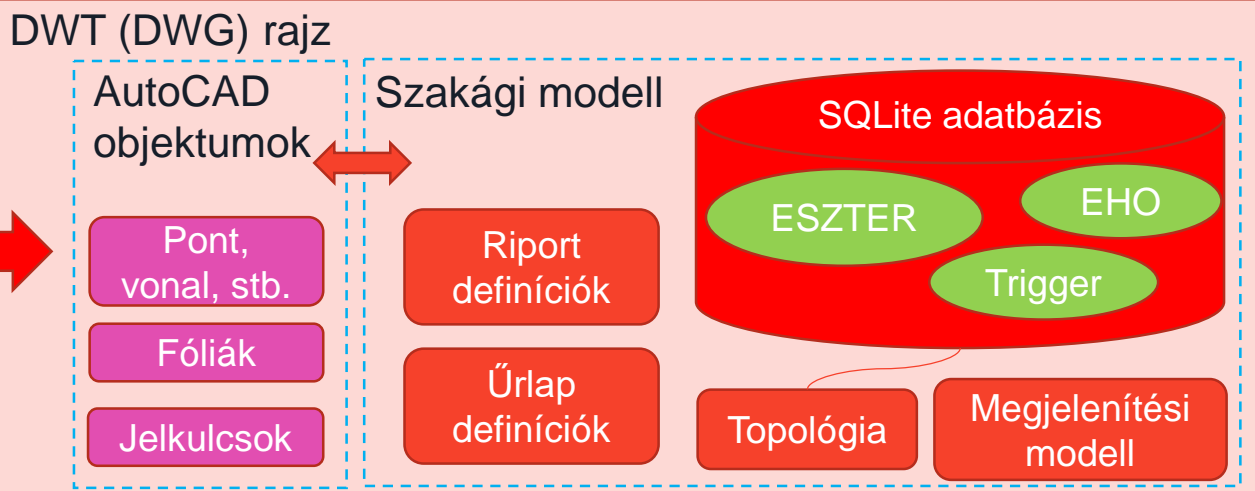 DWT (DWG) rajz
AutoCAD
objektumok
Pont,
vonal, stb.
Fóliák
Jelkulcsok
Szakági modell
Riport
definíciók
Űrlap
definíciók
SQLite adatbázis
ESZTER
EHO
Trigger
Topológia
Megjelenítési
modell